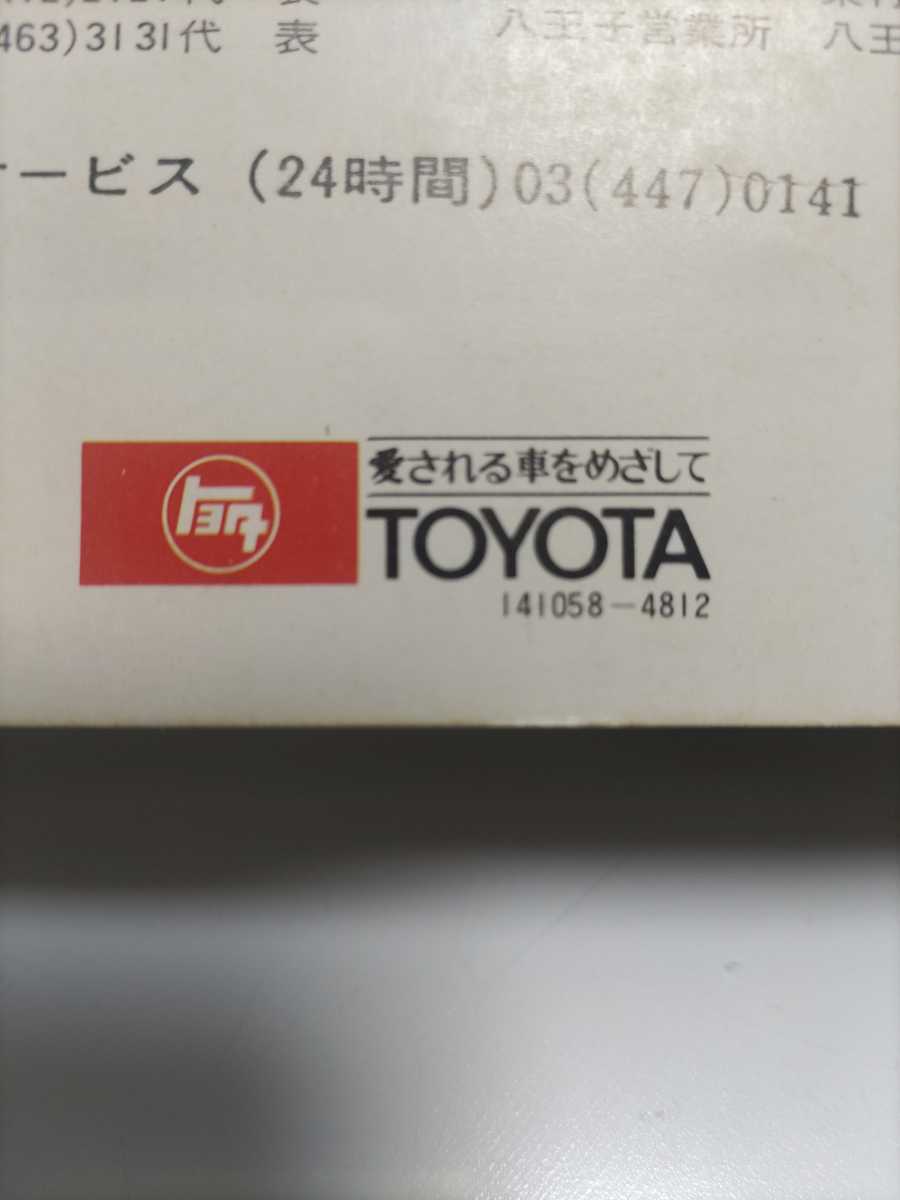 463)3131代 表 八王子営業所 八王
ービス (24時間)03(447)0141
トヨタ
愛される車をめざして
TOYOTA
141058-4812